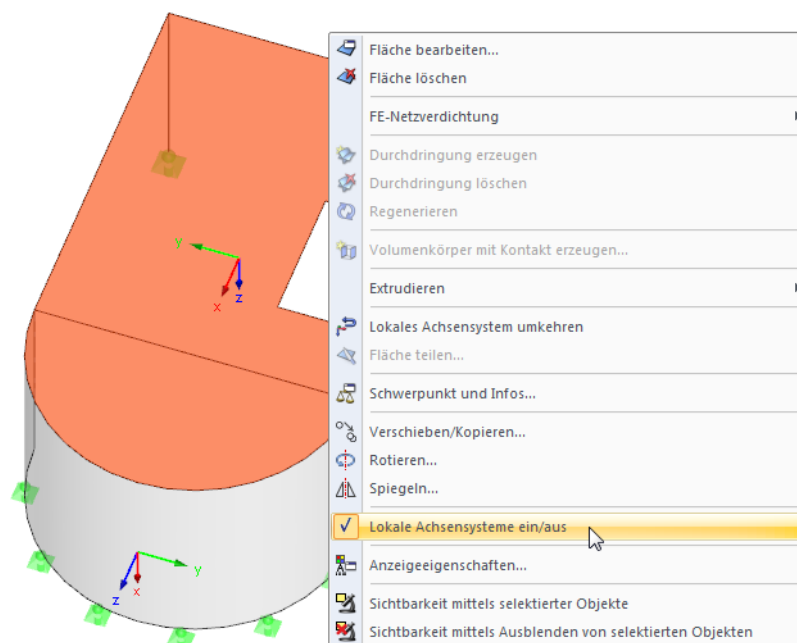 Fläche bearbeiten...
Fläche löschen
FE-Netzverdichtung
Durchdringung erzeugen
Durchdringung löschen
Regenerieren
Volumenkörper mit Kontakt erzeugen...
Extrudieren
Lokales Achsensystem umkehren
Fläche teilen...
Schwerpunkt und Infos...
Verschieben/Kopieren...
Rotieren...
Spiegeln...
Lokale Achsensysteme ein/aus
Anzeigeeigenschaften...
Sichtbarkeit mittels selektierter Objekte
Sichtbarkeit mittels Ausblenden von selektierten Objekten
y
z
x
y
z
x